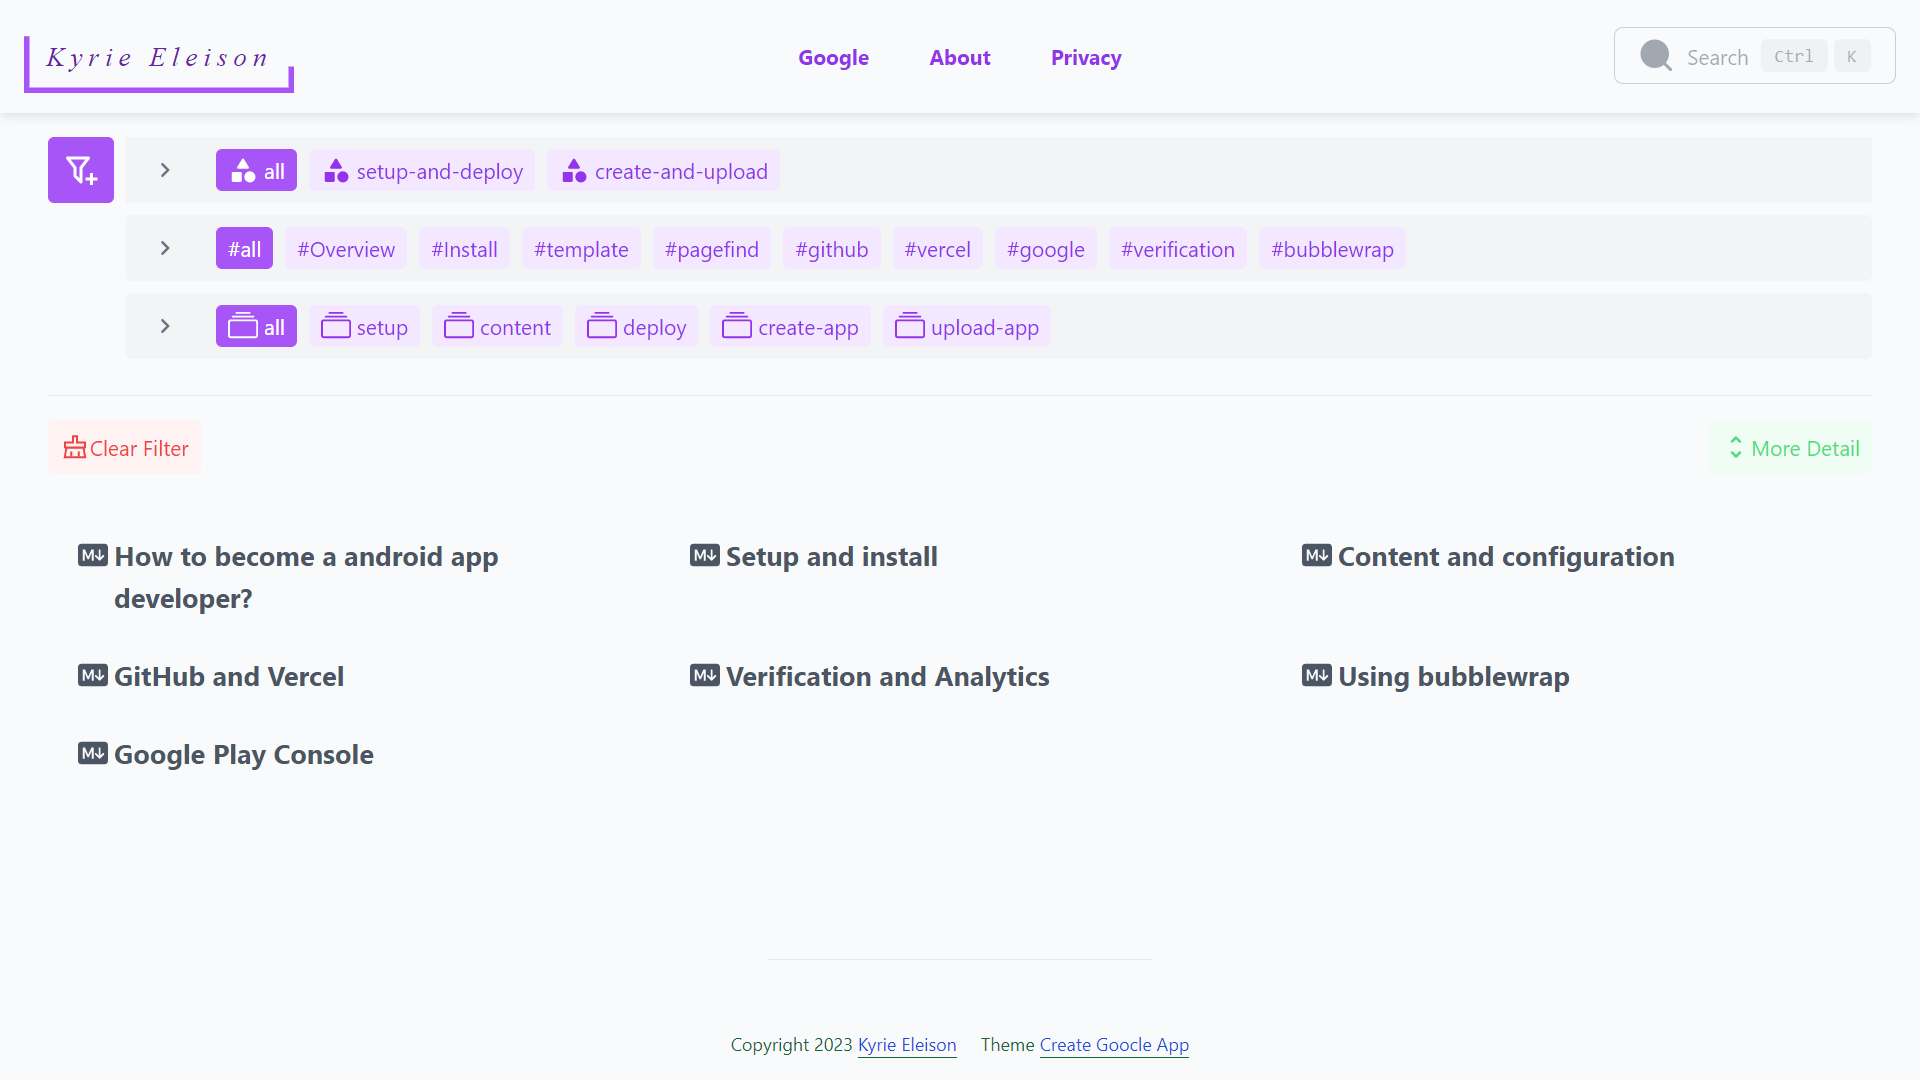 Kyrie Eleison
Google About Privacy
Search Ctrl K
all setup-and-deploy create-and-upload
#all #Overview #Install #template #pagefind #github #vercel #google #verification #bubblewrap
all setup content deploy create-app upload-app
Clear Filter More Detail
M↓ How to become a android app
developer?
M↓ Setup and install
M↓ Content and configuration
M↓ GitHub and Vercel
M↓ Verification and Analytics
M↓ Using bubblewrap
M↓ Google Play Console
Copyright 2023 Kyrie Eleison Theme Create Goocle App